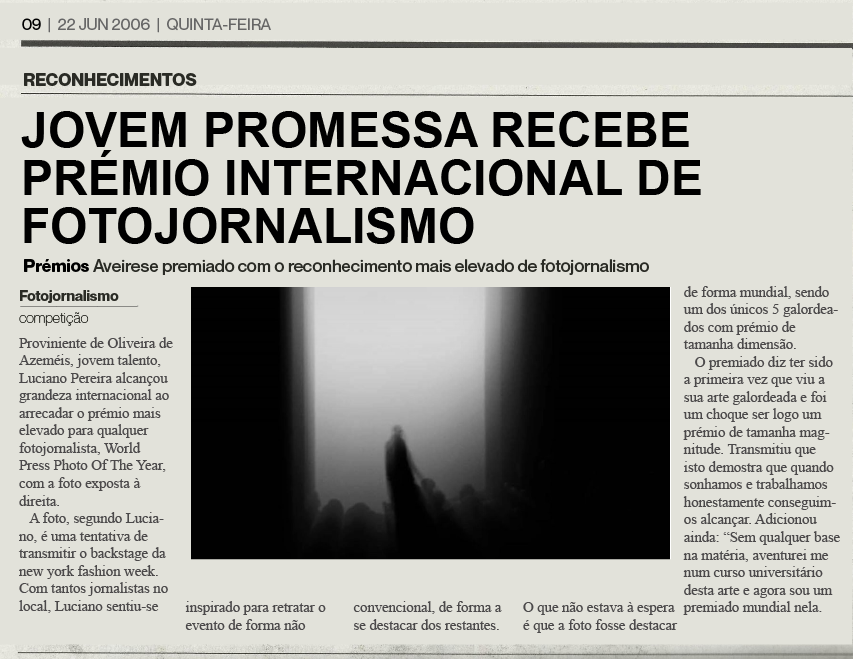 09 | 22 JUN 2006 | QUINTA-FEIRA
RECONHECIMENTOS
JOVEM PROMESSA RECEBE
PRÉMIO INTERNACIONAL DE
FOTOJORNALISMO
Prémios Aveirese premiado com o reconhecimento mais elevado de fotojornalismo
Fotojornalismo
competição
Proviniente de Oliveira de
Azeméis, jovem talento,
Luciano Pereira alcançou
grandeza internacional ao
arrecadar o prémio mais
elevado para qualquer
fotojornalista, World
Press Photo Of The Year,
com a foto exposta à
direita.
A foto, segundo Lucia-
no, é uma tentativa de
transmitir o backstage da
new york fashion week.
Com tantos jornalistas no
local, Luciano sentiu-se
inspirado para retratar o
evento de forma não
convencional, de forma a
se destacar dos restantes.
O que não estava à espera
é que a foto fosse destacar
de forma mundial, sendo
um dos únicos 5 galordea-
dos com prémio de
tamanha dimensão.
O premiado diz ter sido
a primeira vez que viu a
sua arte galordeada e foi
um choque ser logo um
prémio de tamanha mag-
nitude. Transmitiu que
isto demostra que quando
sonhamos e trabalhamos
honestamente conseguim-
os alcançar. Adicionou
ainda: “Sem qualquer base
na matéria, aventurei me
num curso universitário
desta arte e agora sou um
premiado mundial nela.